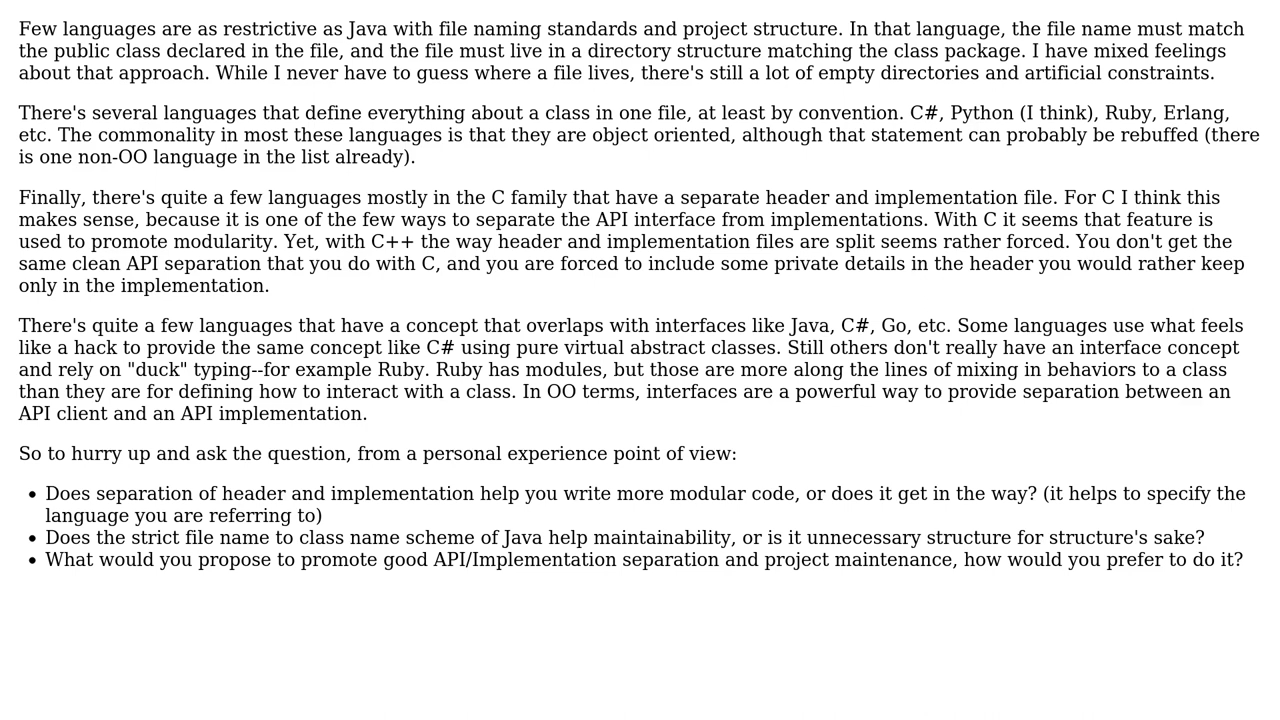 Few languages are as restrictive as Java with file naming standards and project structure. In that language, the file name must match
the public class declared in the file, and the file must live in a directory structure matching the class package. I have mixed feelings
about that approach. While I never have to guess where a file lives, there's still a lot of empty directories and artificial constraints.
There's several languages that define everything about a class in one file, at least by convention. C#, Python (I think), Ruby, Erlang,
etc. The commonality in most these languages is that they are object oriented, although that statement can probably be rebuffed (there
is one non-OO language in the list already).
Finally, there's quite a few languages mostly in the C family that have a separate header and implementation file. For C I think this
makes sense, because it is one of the few ways to separate the API interface from implementations. With C it seems that feature is
used to promote modularity. Yet, with C++ the way header and implementation files are split seems rather forced. You don't get the
same clean API separation that you do with C, and you are forced to include some private details in the header you would rather keep
only in the implementation.
There's quite a few languages that have a concept that overlaps with interfaces like Java, C#, Go, etc. Some languages use what feels
like a hack to provide the same concept like C# using pure virtual abstract classes. Still others don't really have an interface concept
and rely on "duck" typing--for example Ruby. Ruby has modules, but those are more along the lines of mixing in behaviors to a class
than they are for defining how to interact with a class. In OO terms, interfaces are a powerful way to provide separation between an
API client and an API implementation.
So to hurry up and ask the question, from a personal experience point of view:
• Does separation of header and implementation help you write more modular code, or does it get in the way? (it helps to specify the
language you are referring to)
• Does the strict file name to class name scheme of Java help maintainability, or is it unnecessary structure for structure's sake?
• What would you propose to promote good API/Implementation separation and project maintenance, how would you prefer to do it?